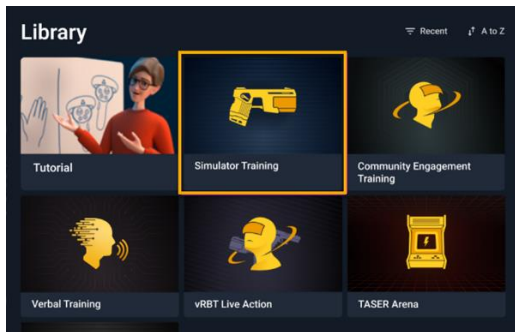 Library
Recent
A to Z
Tutorial
Simulator Training
Community Engagement
Training
Verbal Training
vRBT Live Action
TASER Arena